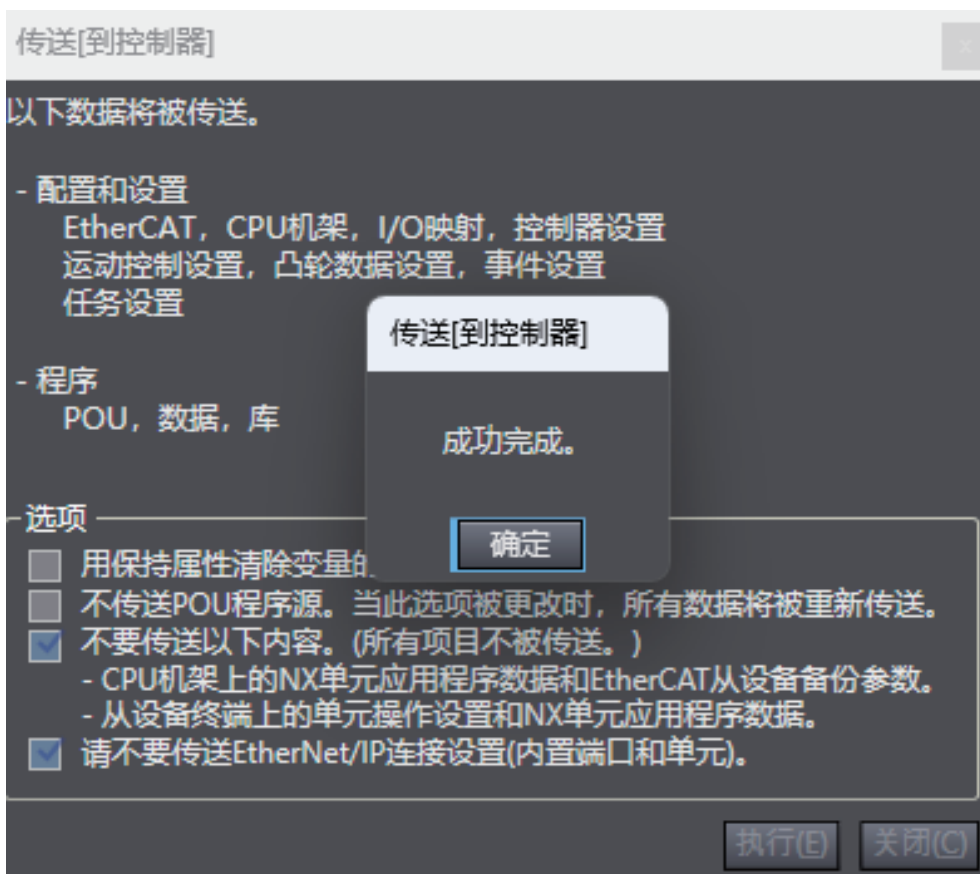 传送[到控制器]
x
以下数据将被传送。
- 配置和设置
EtherCAT，CPU机架，I/O映射，控制器设置
运动控制设置，凸轮数据设置，事件设置
任务设置
- 程序
POU，数据，库
传送[到控制器]
成功完成。
确定
选项
用保持属性清除变量的
不传送POU程序源。当此选项被更改时，所有数据将被重新传送。
不要传送以下内容。(所有项目不被传送。)
- CPU机架上的NX单元应用程序数据和EtherCAT从设备备份参数。
- 从设备终端上的单元操作设置和NX单元应用程序数据。
请不要传送EtherNet/IP连接设置(内置端口和单元)。
执行(E)
关闭(C)